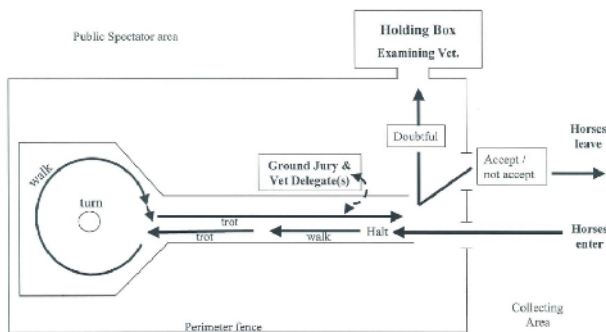 Holding Box
Examining Vet.
Public Spectator area
Doubtful
Horses
leave
Accept /
not accept
Ground Jury &
Vet Delegate(s)
walk
turn
trot
trot
walk
Halt
Horses
enter
Collecting
Area
Perimeter fence